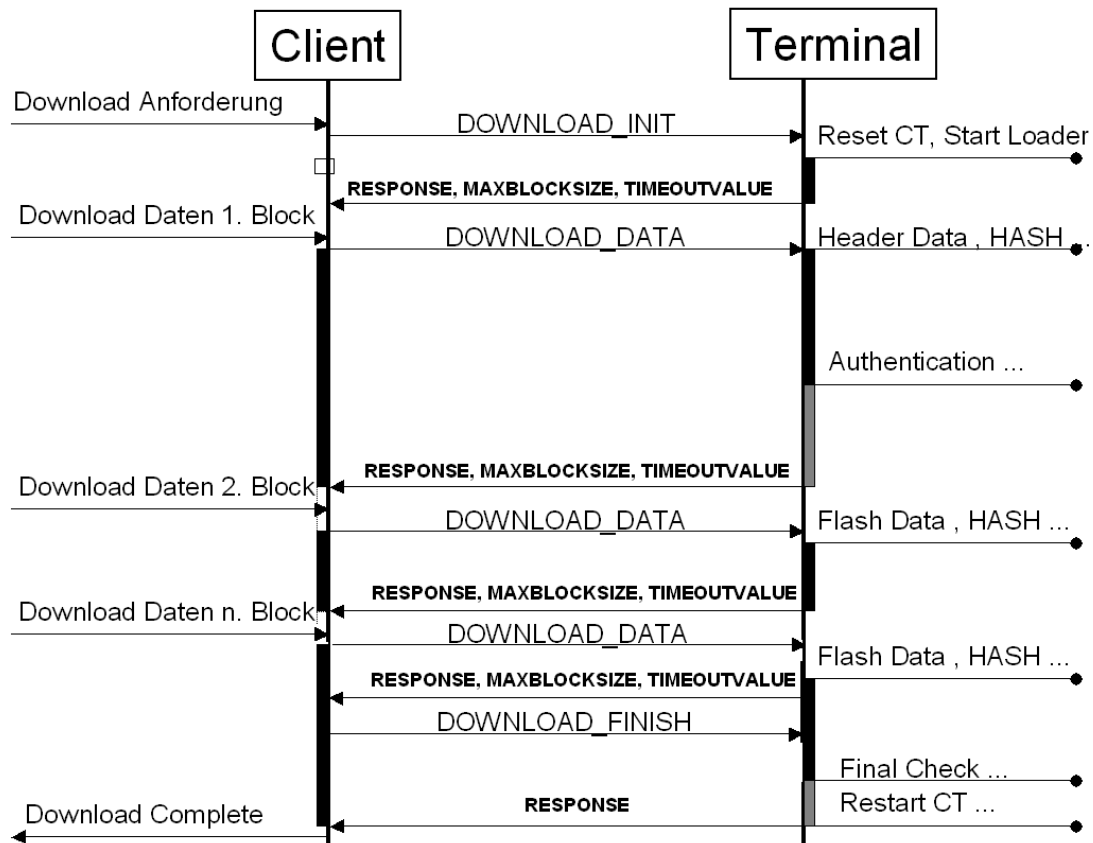 Client
Terminal
Download Anforderung
DOWNLOAD_INIT
Reset CT, Start Loader
RESPONSE, MAXBLOCKSIZE, TIMEOUTVALUE
Download Daten 1. Block
DOWNLOAD_DATA
Header Data , HASH ...
Authentication ...
RESPONSE, MAXBLOCKSIZE, TIMEOUTVALUE
Download Daten 2. Block
DOWNLOAD_DATA
Flash Data , HASH ...
RESPONSE, MAXBLOCKSIZE, TIMEOUTVALUE
Download Daten n. Block
DOWNLOAD_DATA
Flash Data , HASH ...
RESPONSE, MAXBLOCKSIZE, TIMEOUTVALUE
DOWNLOAD_FINISH
Final Check ...
Download Complete
RESPONSE
Restart CT ...